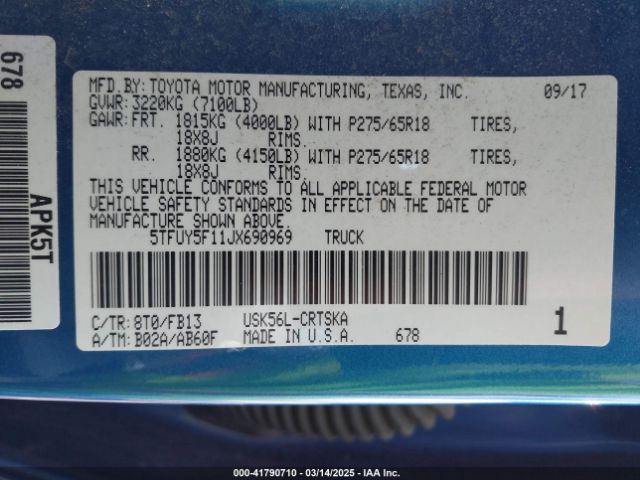 678
APK5T
MFD.BY:TOYOTA MOTOR MANUFACTURING, TEXAS, INC. 09/17
GVWR:3220KG (7100LB)
GAWR:FRT. 1815KG (4000LB) WITH P275/65R18 TIRES,
18X8J RIMS.
RR. 1880KG (4150LB) WITH P275/65R18 TIRES,
18X8J RIMS.
THIS VEHICLE CONFORMS TO ALL APPLICABLE FEDERAL MOTOR
VEHICLE SAFETY STANDARDS IN EFFECT ON THE DATE OF
MANUFACTURE SHOWN ABOVE.
5TFUY5F11JX690969 TRUCK
C/TR:8T0/FB13 USK56L-CRTSKA
A/TM:B02A/AB60F MADE IN U.S.A. 678
1
000-41790710 — 03/14/2025 — IAA Inc.